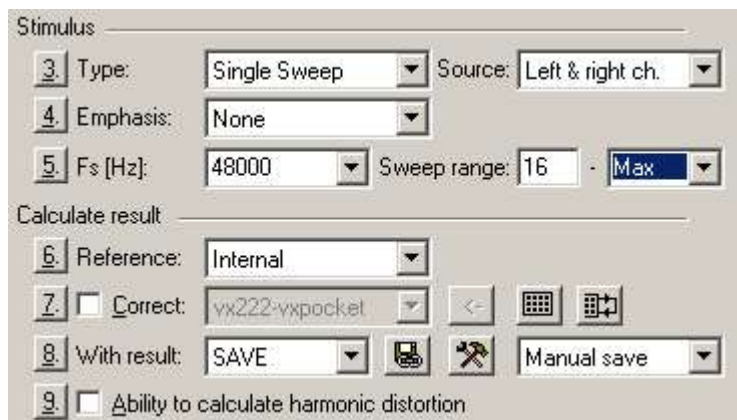 Stimulus
3. Type: Single Sweep Source: Left & right ch.
4. Emphasis: None
5. Fs [Hz]: 48000 Sweep range: 16 - Max
Calculate result
6. Reference: Internal
7. Correct: vx222-vxpocket <-
8. With result: SAVE Manual save
9. Ability to calculate harmonic distortion